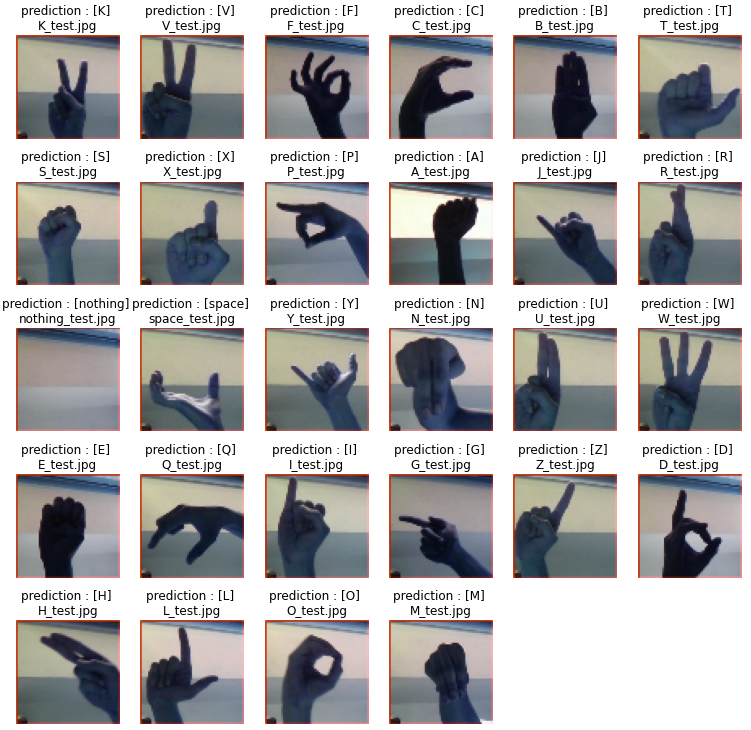 prediction : [K]
K_test.jpg
prediction : [V]
V_test.jpg
prediction : [F]
F_test.jpg
prediction : [C]
C_test.jpg
prediction : [B]
B_test.jpg
prediction : [T]
T_test.jpg
prediction : [S]
S_test.jpg
prediction : [X]
X_test.jpg
prediction : [P]
P_test.jpg
prediction : [A]
A_test.jpg
prediction : [J]
J_test.jpg
prediction : [R]
R_test.jpg
prediction : [nothing]
nothing_test.jpg
prediction : [space]
space_test.jpg
prediction : [Y]
Y_test.jpg
prediction : [N]
N_test.jpg
prediction : [U]
U_test.jpg
prediction : [W]
W_test.jpg
prediction : [E]
E_test.jpg
prediction : [Q]
Q_test.jpg
prediction : [I]
I_test.jpg
prediction : [G]
G_test.jpg
prediction : [Z]
Z_test.jpg
prediction : [D]
D_test.jpg
prediction : [H]
H_test.jpg
prediction : [L]
L_test.jpg
prediction : [O]
O_test.jpg
prediction : [M]
M_test.jpg